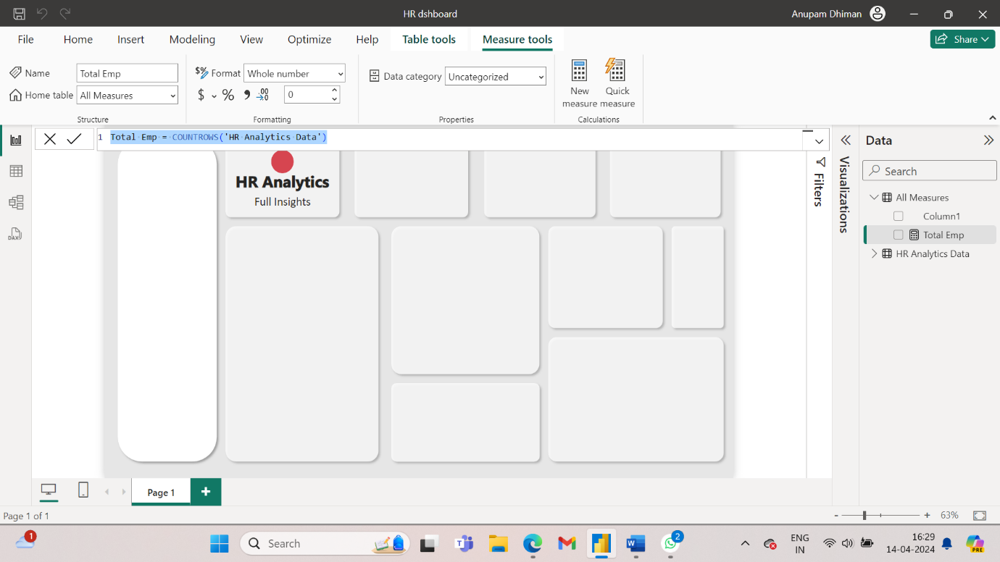 HR dshboard
Anupam Dhiman
File Home Insert Modeling View Optimize Help Table tools Measure tools
Share
Name Total Emp
Home table All Measures
Structure
$% Format Whole number
$ % , .00 0
Formatting
Data category Uncategorized
Properties
New measure
Quick measure
Calculations
1 Total Emp = COUNTROWS('HR Analytics Data')
DAX
HR Analytics
Full Insights
Filters
Visualizations
Data
Search
All Measures
Column1
Total Emp
HR Analytics Data
Page 1
+
Page 1 of 1
- + 63%
1
Search
2
ENG
IN
16:29
14-04-2024
PRE